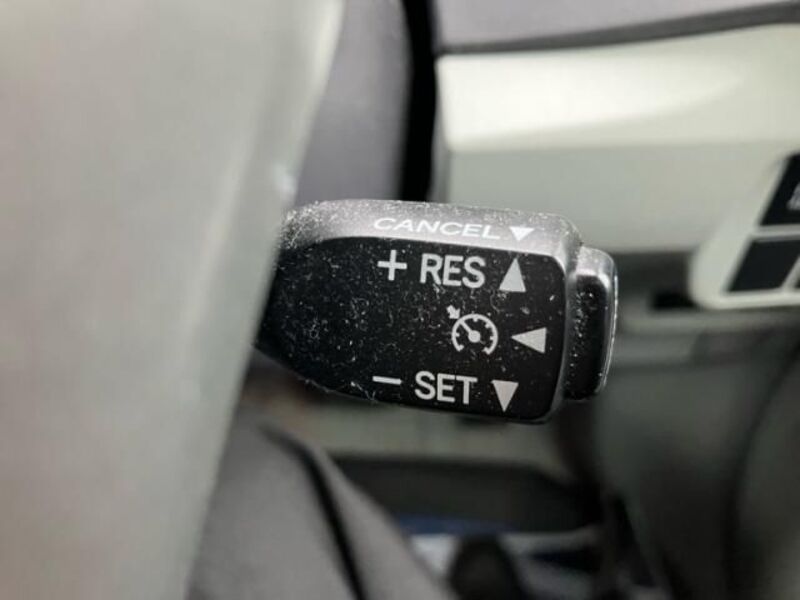 CANCEL ▼
+ RES ▲
◀
− SET ▼